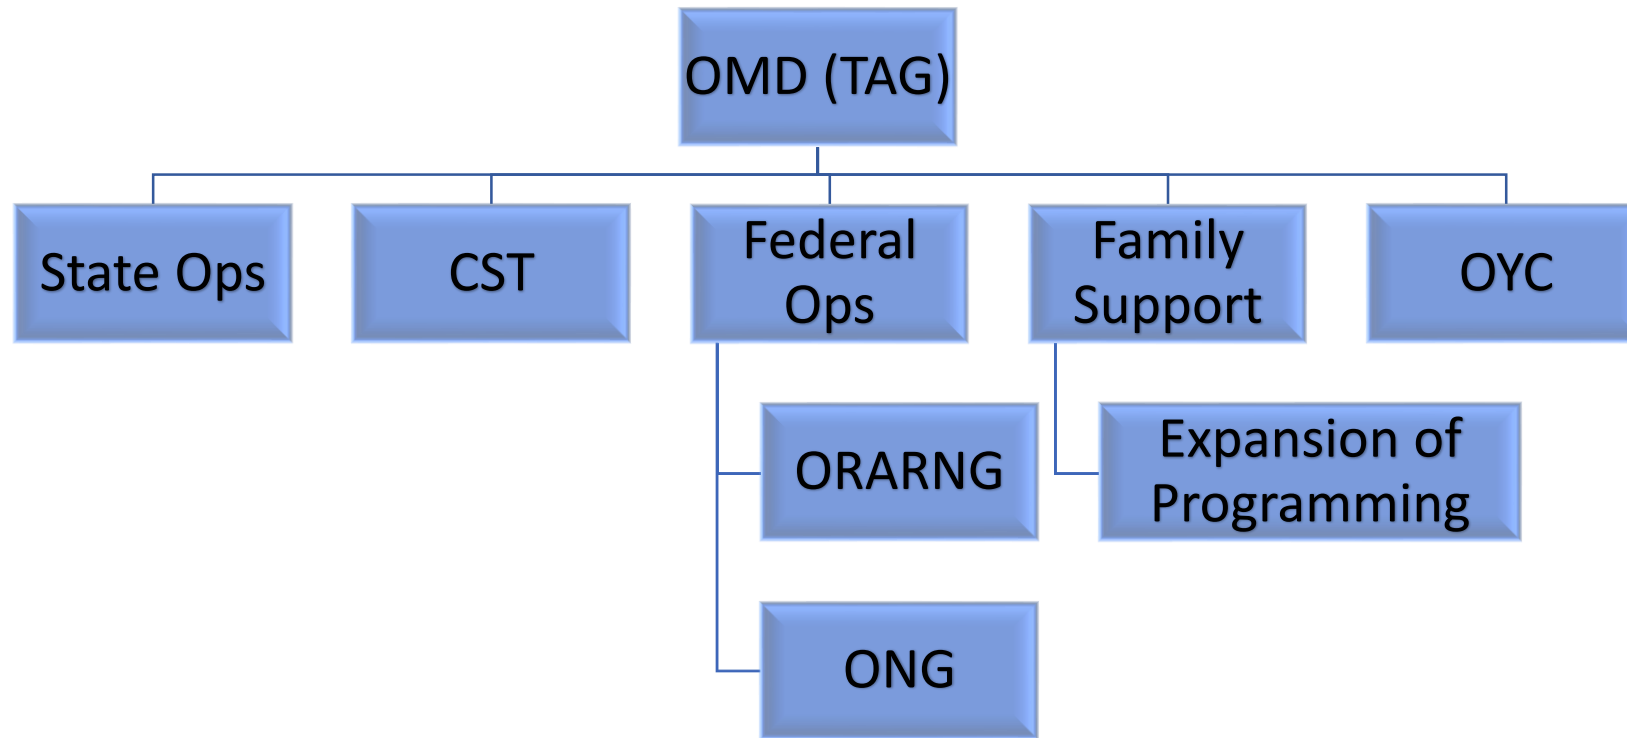 OMD (TAG)
State Ops
CST
Federal
Ops
Family
Support
OYC
ORARNG
Expansion of
Programming
ONG